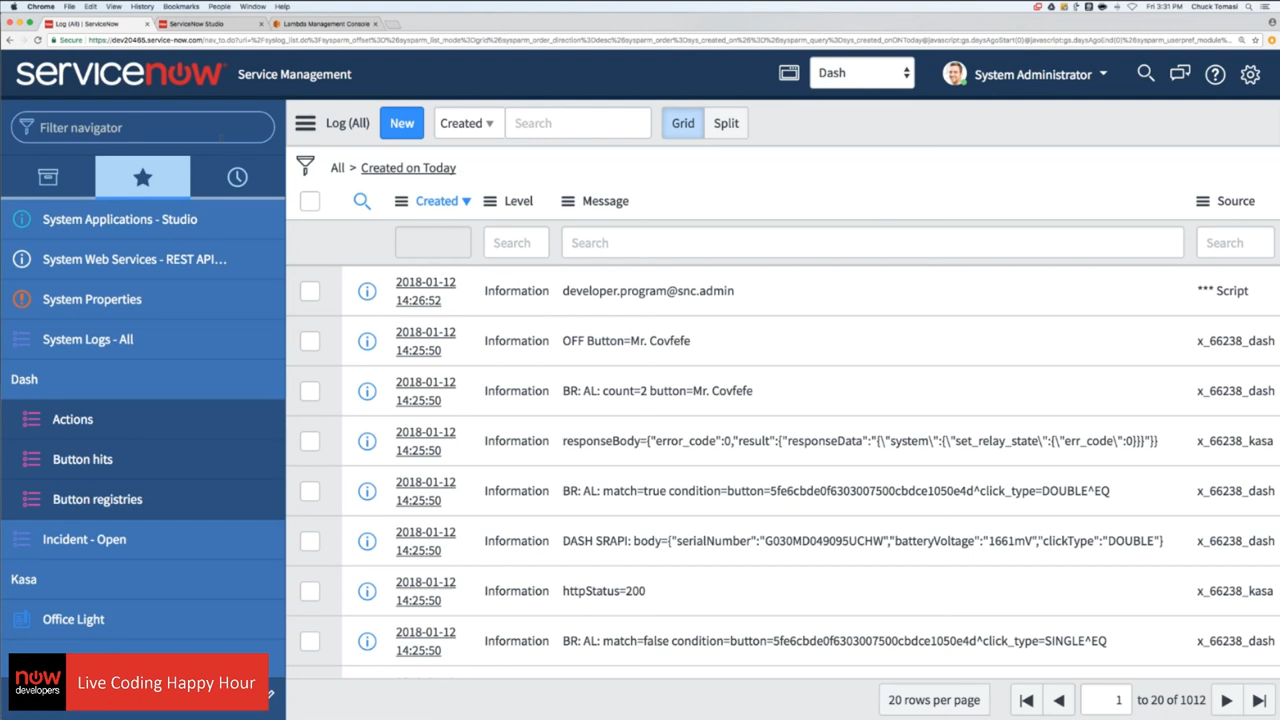 Chrome File Edit View History Bookmarks People Window Help
Fri 3:31 PM Chuck Tomasi
Log (All) | ServiceNow
ServiceNow Studio
Lambda Management Console
Secure
servicenow Service Management
Dash
System Administrator
Filter navigator
Log (All) New Created Search Grid Split
All > Created on Today
Created Level Message Source
Search Search Search
System Applications - Studio
System Web Services - REST API...
System Properties
System Logs - All
Dash
Actions
Button hits
Button registries
Incident - Open
Kasa
Office Light
2018-01-12
14:26:52
Information developer.program@snc.admin *** Script
2018-01-12
14:25:50
Information OFF Button=Mr. Covfefe x_66238_dash
2018-01-12
14:25:50
Information BR: AL: count=2 button=Mr. Covfefe x_66238_dash
2018-01-12
14:25:50
Information responseBody={"error_code":0,"result":{"responseData":"{\"system\":{\"set_relay_state\":{\"err_code\":0}}}"}} x_66238_kasa
2018-01-12
14:25:50
Information BR: AL: match=true condition=button=5fe6cbde0f6303007500cbdce1050e4d^click_type=DOUBLE^EQ x_66238_dash
2018-01-12
14:25:50
Information DASH SRAPI: body={"serialNumber":"G030MD049095UCHW","batteryVoltage":"1661mV","clickType":"DOUBLE"} x_66238_dash
2018-01-12
14:25:50
Information httpStatus=200 x_66238_kasa
2018-01-12
14:25:50
Information BR: AL: match=false condition=button=5fe6cbde0f6303007500cbdce1050e4d^click_type=SINGLE^EQ x_66238_dash
now
developers
Live Coding Happy Hour
20 rows per page 1 to 20 of 1012